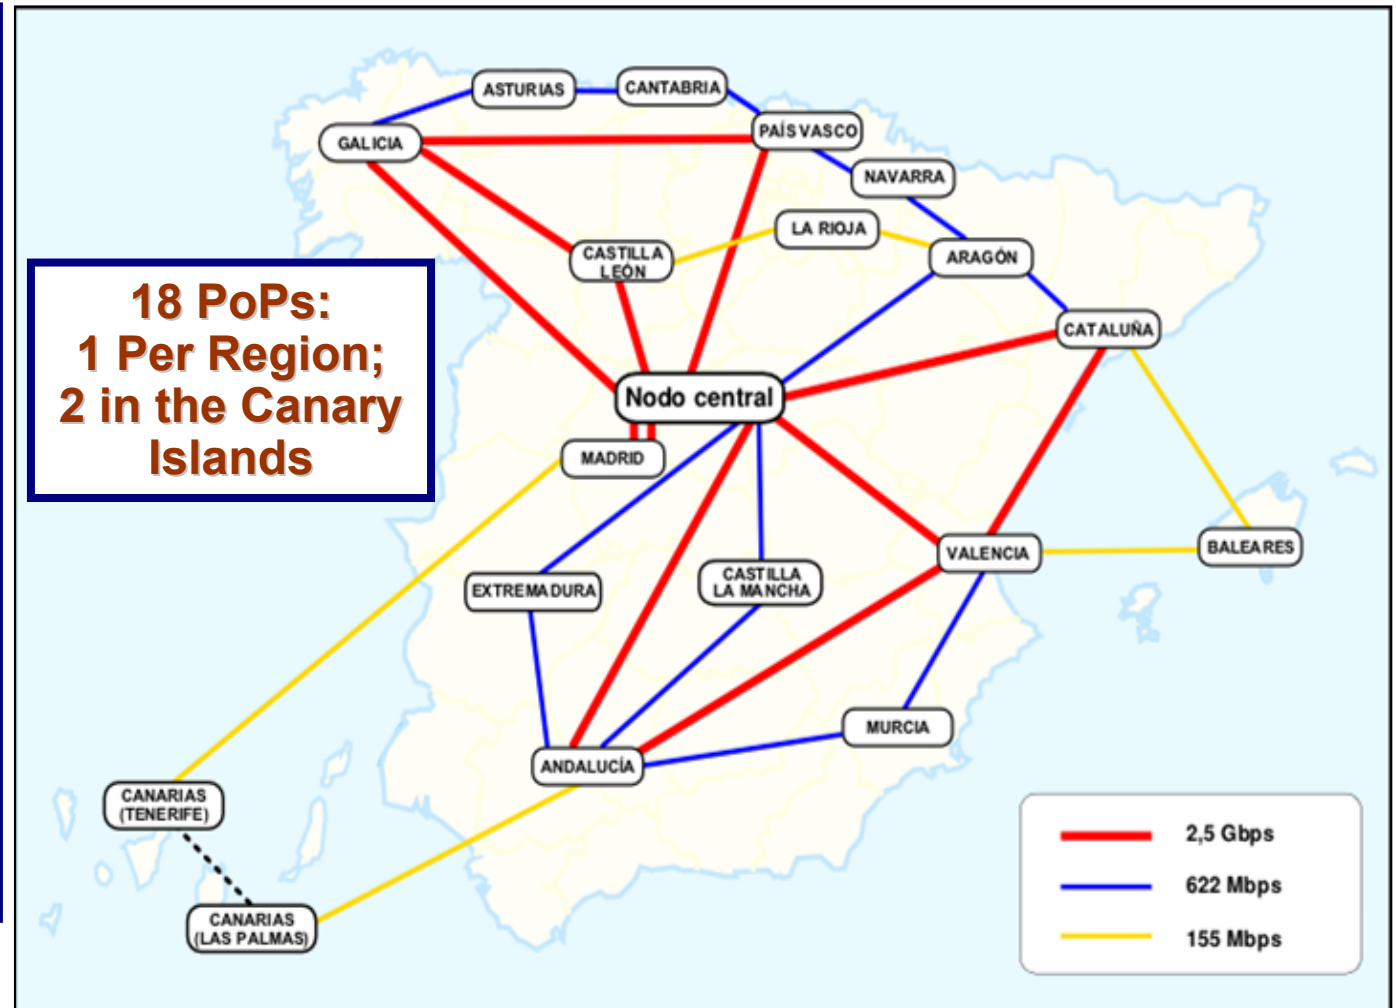 ASTURIAS
CANTABRIA
PAÍS VASCO
GALICIA
NAVARRA
LA RIOJA
CASTILLA
LEÓN
ARAGÓN
18 PoPs:
1 Per Region;
2 in the Canary
Islands
CATALUÑA
Nodo central
MADRID
VALENCIA
BALEARES
EXTREMADURA
CASTILLA
LA MANCHA
MURCIA
ANDALUCÍA
CANARIAS
(TENERIFE)
CANARIAS
(LAS PALMAS)
2,5 Gbps
622 Mbps
155 Mbps